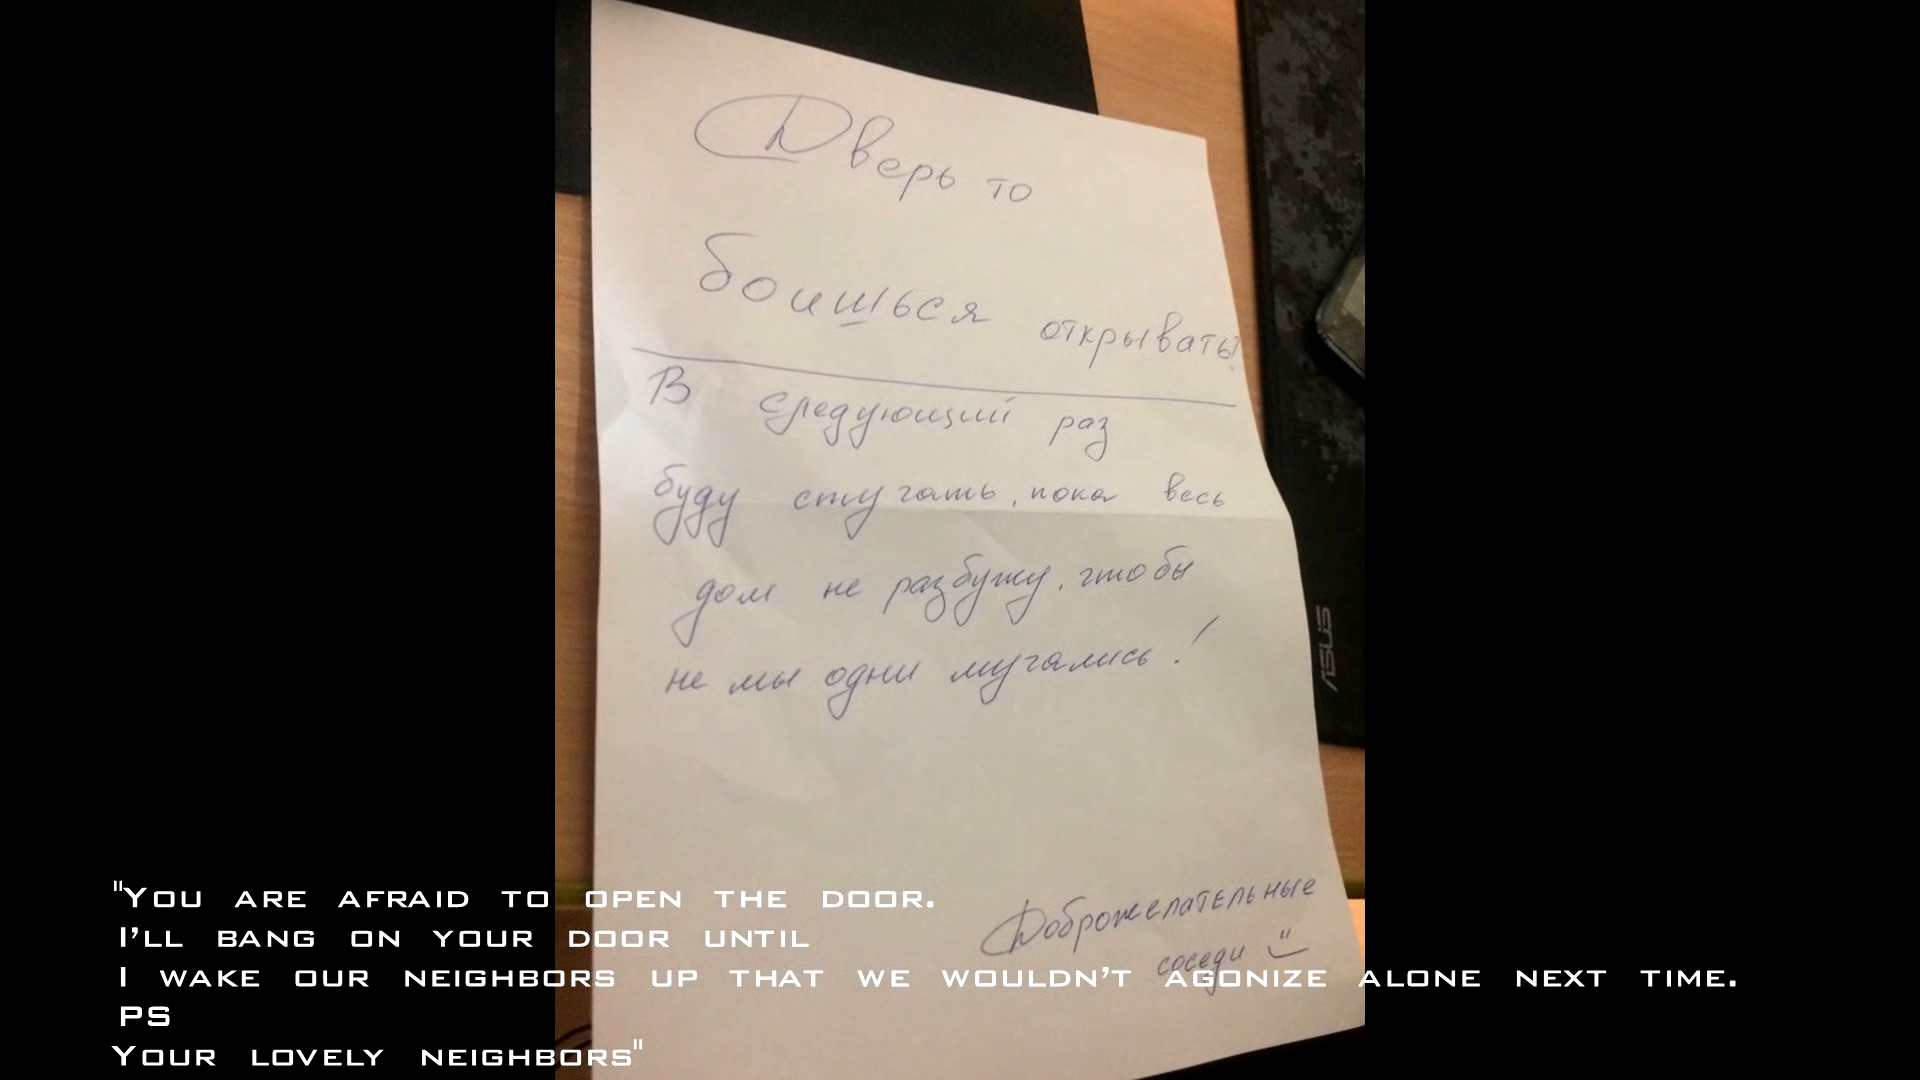 Дверь то
боишься открывать!
В следующий раз
буду стучать, пока весь
дом не разбужу, чтобы
не мы одни мучались!
Доброжелательные
соседи
ASUS
"You are afraid to open the door.
I'll bang on your door until
I wake our neighbors up that we wouldn't agonize alone next time.
PS
Your lovely neighbors"